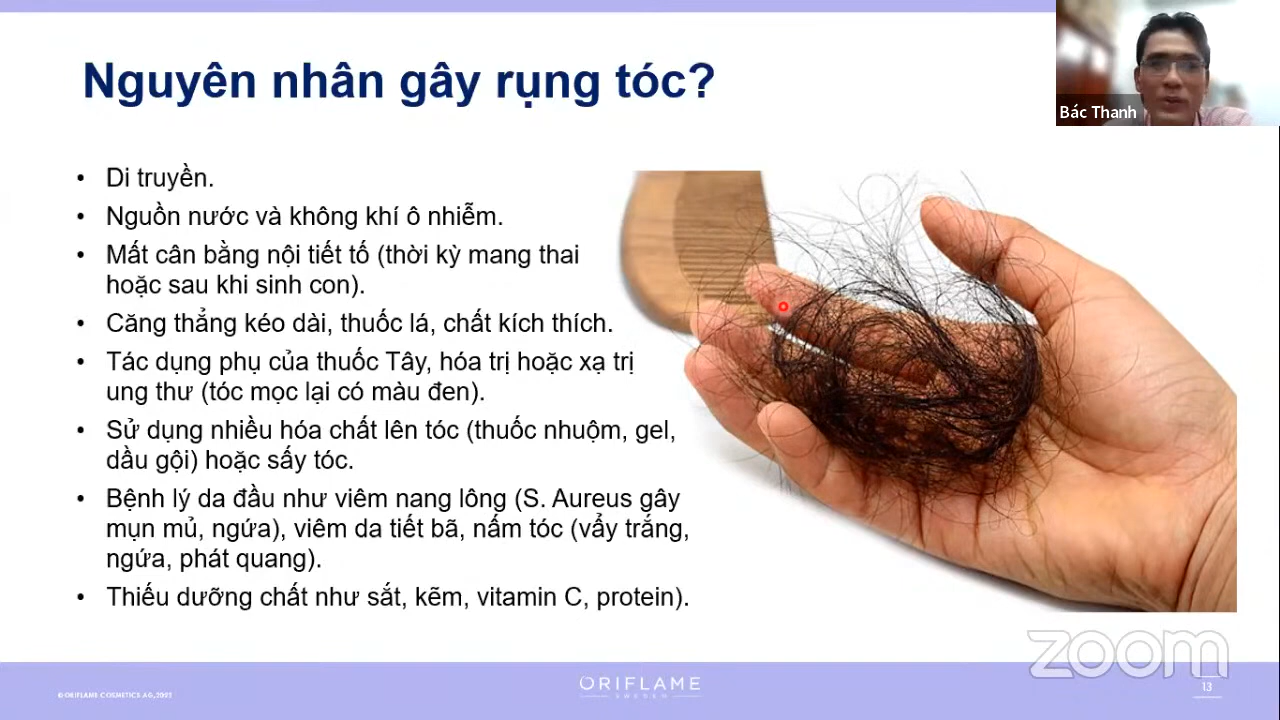 Nguyên nhân gây rụng tóc?
Bác Thanh
• Di truyền.
• Nguồn nước và không khí ô nhiễm.
• Mất cân bằng nội tiết tố (thời kỳ mang thai
hoặc sau khi sinh con).
• Căng thẳng kéo dài, thuốc lá, chất kích thích.
• Tác dụng phụ của thuốc Tây, hóa trị hoặc xạ trị
ung thư (tóc mọc lại có màu đen).
• Sử dụng nhiều hóa chất lên tóc (thuốc nhuộm, gel,
dầu gội) hoặc sấy tóc.
• Bệnh lý da đầu như viêm nang lông (S. Aureus gây
mụn mủ, ngứa), viêm da tiết bã, nấm tóc (vẩy trắng,
ngứa, phát quang).
• Thiếu dưỡng chất như sắt, kẽm, vitamin C, protein).
zoom
©ORIFLAME COSMETICS AG,
ORIFLAME
SWEDEN
13